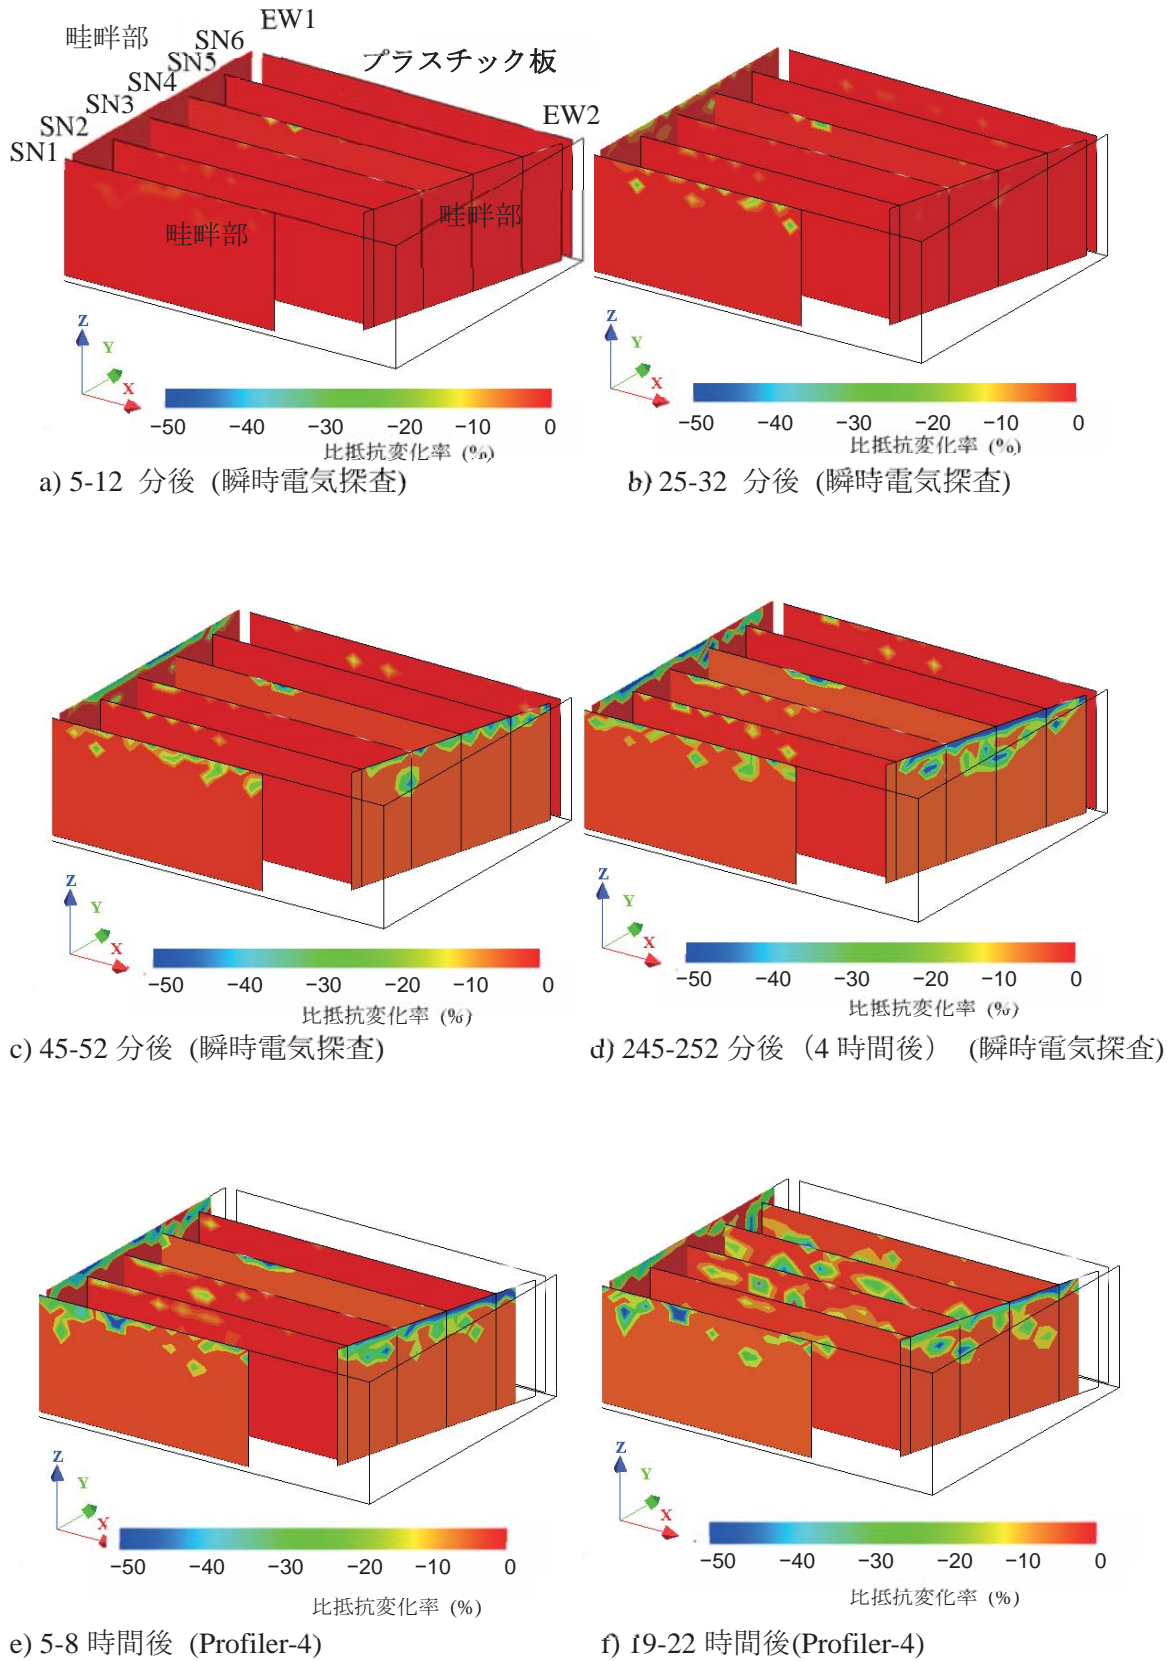 EW1
畦畔部
SN6
SN5
プラスチック板
SN4
SN3
EW2
SN2
SN1
畦畔部
畦畔部
Z
Y
X
−50 −40 −30 −20 −10 0
比抵抗変化率 (%)
a) 5-12 分後 (瞬時電気探査)
Z
Y
X
−50 −40 −30 −20 −10 0
比抵抗変化率 (%)
b) 25-32 分後 (瞬時電気探査)
Z
Y
X
−50 −40 −30 −20 −10 0
比抵抗変化率 (%)
c) 45-52 分後 (瞬時電気探査)
Z
Y
X
−50 −40 −30 −20 −10 0
比抵抗変化率 (%)
d) 245-252 分後（4 時間後） (瞬時電気探査)
Z
Y
X
−50 −40 −30 −20 −10 0
比抵抗変化率 (%)
e) 5-8 時間後 (Profiler-4)
Z
Y
X
−50 −40 −30 −20 −10 0
比抵抗変化率 (%)
f) 19-22 時間後(Profiler-4)